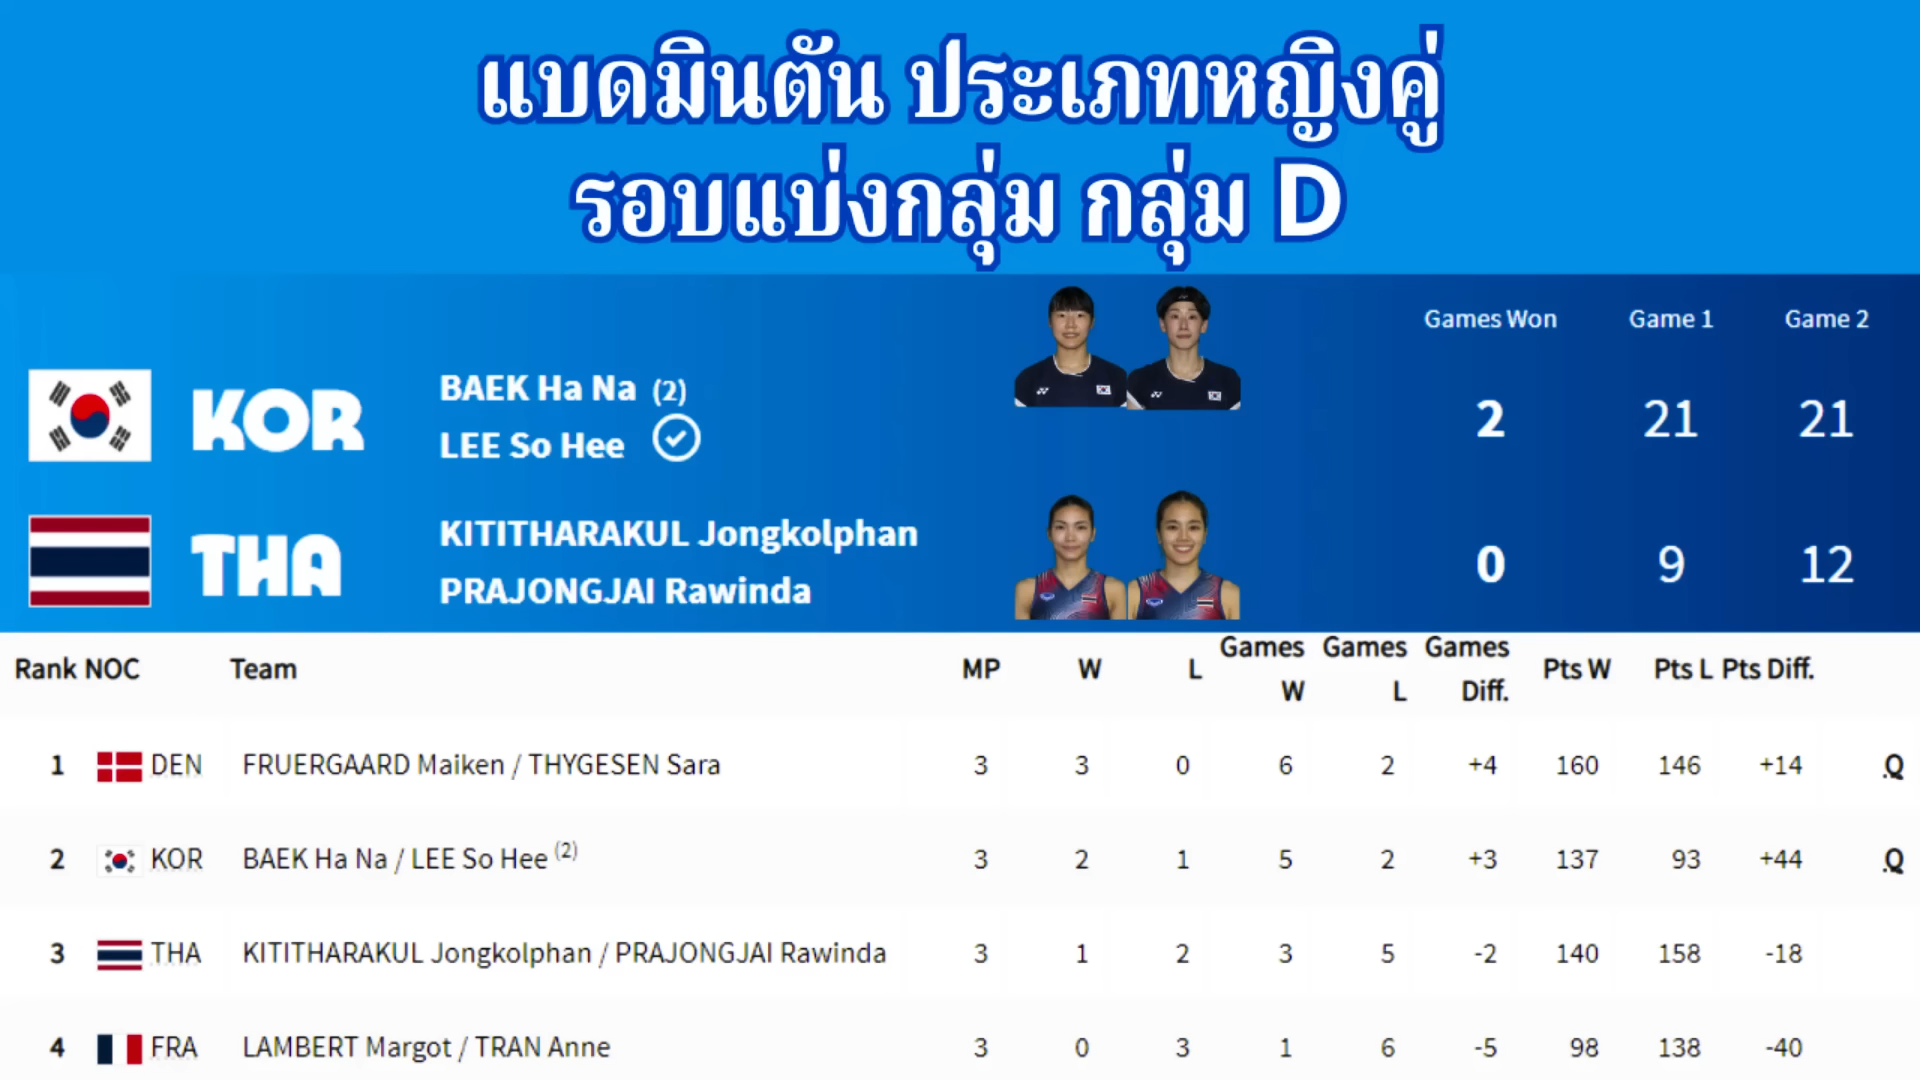 แบดมินตัน ประเภทหญิงคู่
รอบแบ่งกลุ่ม กลุ่ม D
Games Won Game 1 Game 2
KOR BAEK Ha Na (2) 2 21 21
LEE So Hee
THA KITITHARAKUL Jongkolphan 0 9 12
PRAJONGJAI Rawinda
Rank NOC Team MP W L Games W Games L Games Diff. Pts W Pts L Pts Diff.
1 DEN FRUERGAARD Maiken / THYGESEN Sara 3 3 0 6 2 +4 160 146 +14 .Q
2 KOR BAEK Ha Na / LEE So Hee (2) 3 2 1 5 2 +3 137 93 +44 .Q
3 THA KITITHARAKUL Jongkolphan / PRAJONGJAI Rawinda 3 1 2 3 5 -2 140 158 -18
4 FRA LAMBERT Margot / TRAN Anne 3 0 3 1 6 -5 98 138 -40